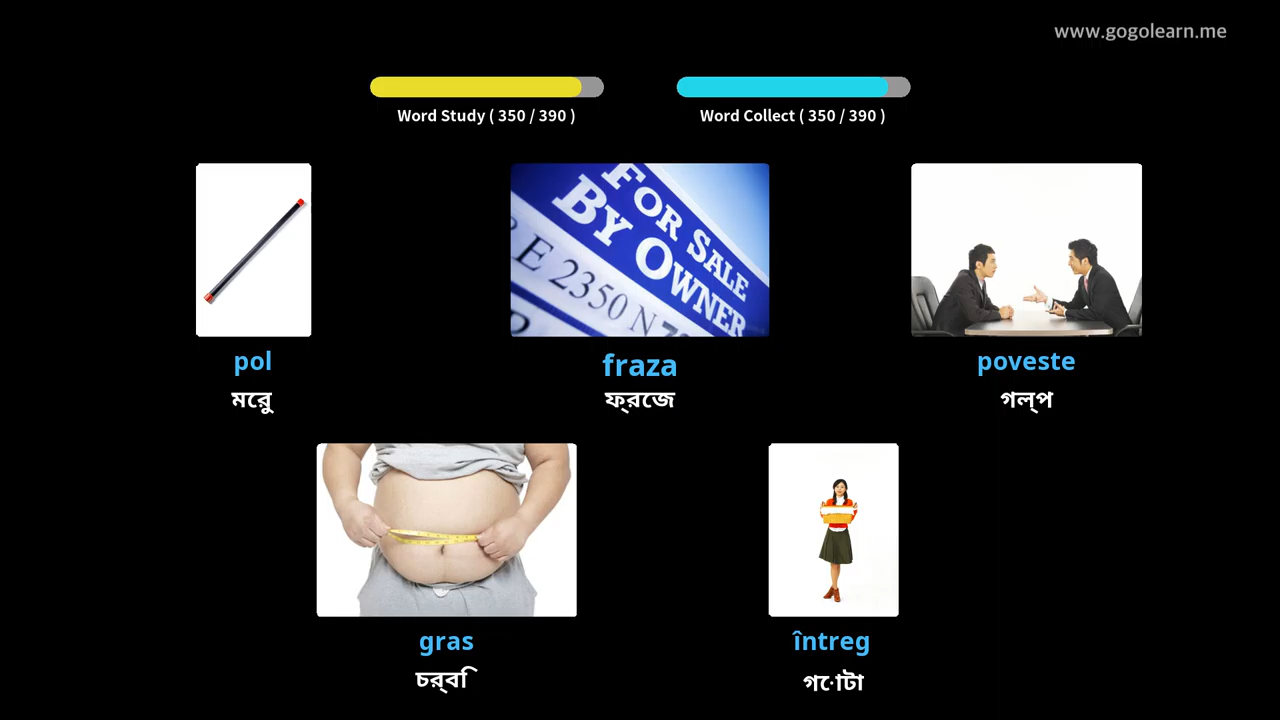 www.gogolearn.me
Word Study ( 350 / 390 )
Word Collect ( 350 / 390 )
FOR SALE
BY OWNER
E 2350 N
pol
fraza
poveste
মেরু
ফ্রেজ
গল্প
gras
întreg
চর্বি
গোটা